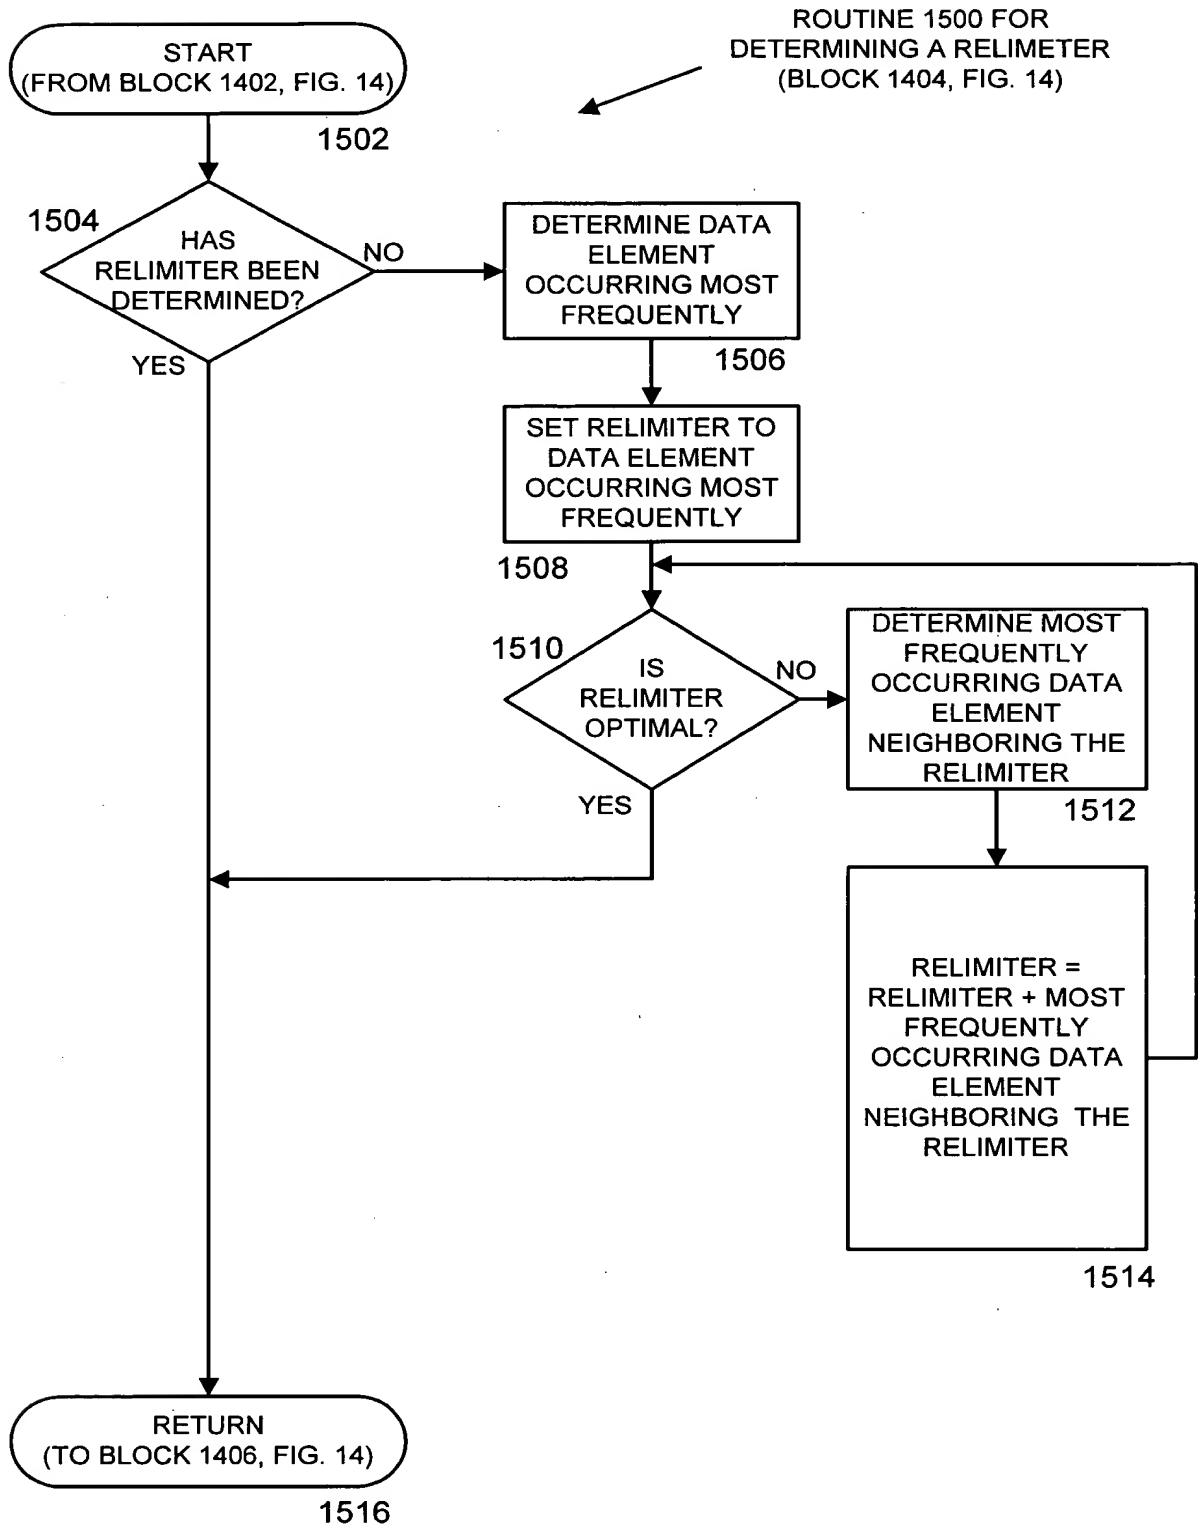 ROUTINE 1500 FOR
DETERMINING A RELIMETER
(BLOCK 1404, FIG. 14)
START
(FROM BLOCK 1402, FIG. 14)
1502
1504
HAS
RELIMITER BEEN
DETERMINED?
NO
YES
DETERMINE DATA
ELEMENT
OCCURRING MOST
FREQUENTLY
1506
SET RELIMITER TO
DATA ELEMENT
OCCURRING MOST
FREQUENTLY
1508
1510
IS
RELIMITER
OPTIMAL?
NO
YES
DETERMINE MOST
FREQUENTLY
OCCURRING DATA
ELEMENT
NEIGHBORING THE
RELIMITER
1512
RELIMITER =
RELIMITER + MOST
FREQUENTLY
OCCURRING DATA
ELEMENT
NEIGHBORING THE
RELIMITER
1514
RETURN
(TO BLOCK 1406, FIG. 14)
1516